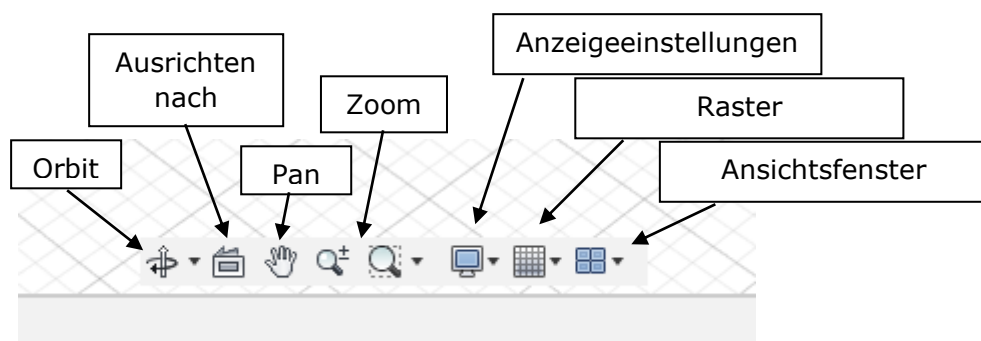 Anzeigeeinstellungen
Ausrichten
nach
Zoom
Raster
Orbit
Pan
Ansichtsfenster